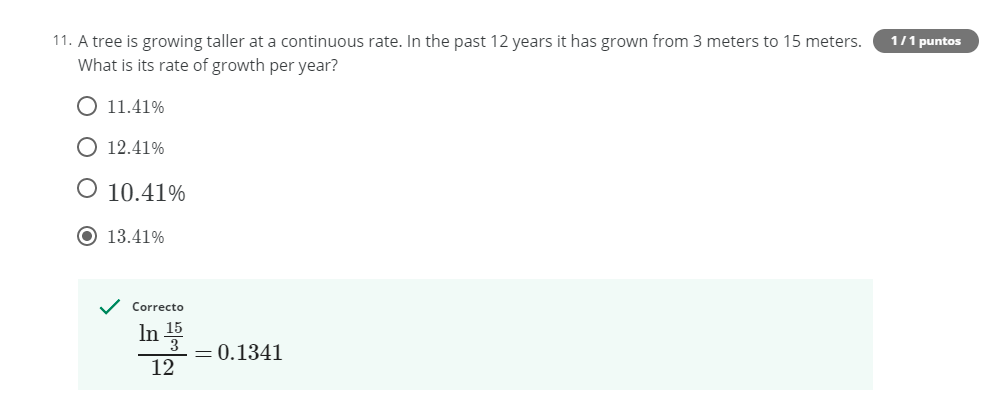 11. A tree is growing taller at a continuous rate. In the past 12 years it has grown from 3 meters to 15 meters. 1 / 1 puntos
What is its rate of growth per year?
11.41%
12.41%
10.41%
13.41%
Correcto
ln 15/3
/12 = 0.1341